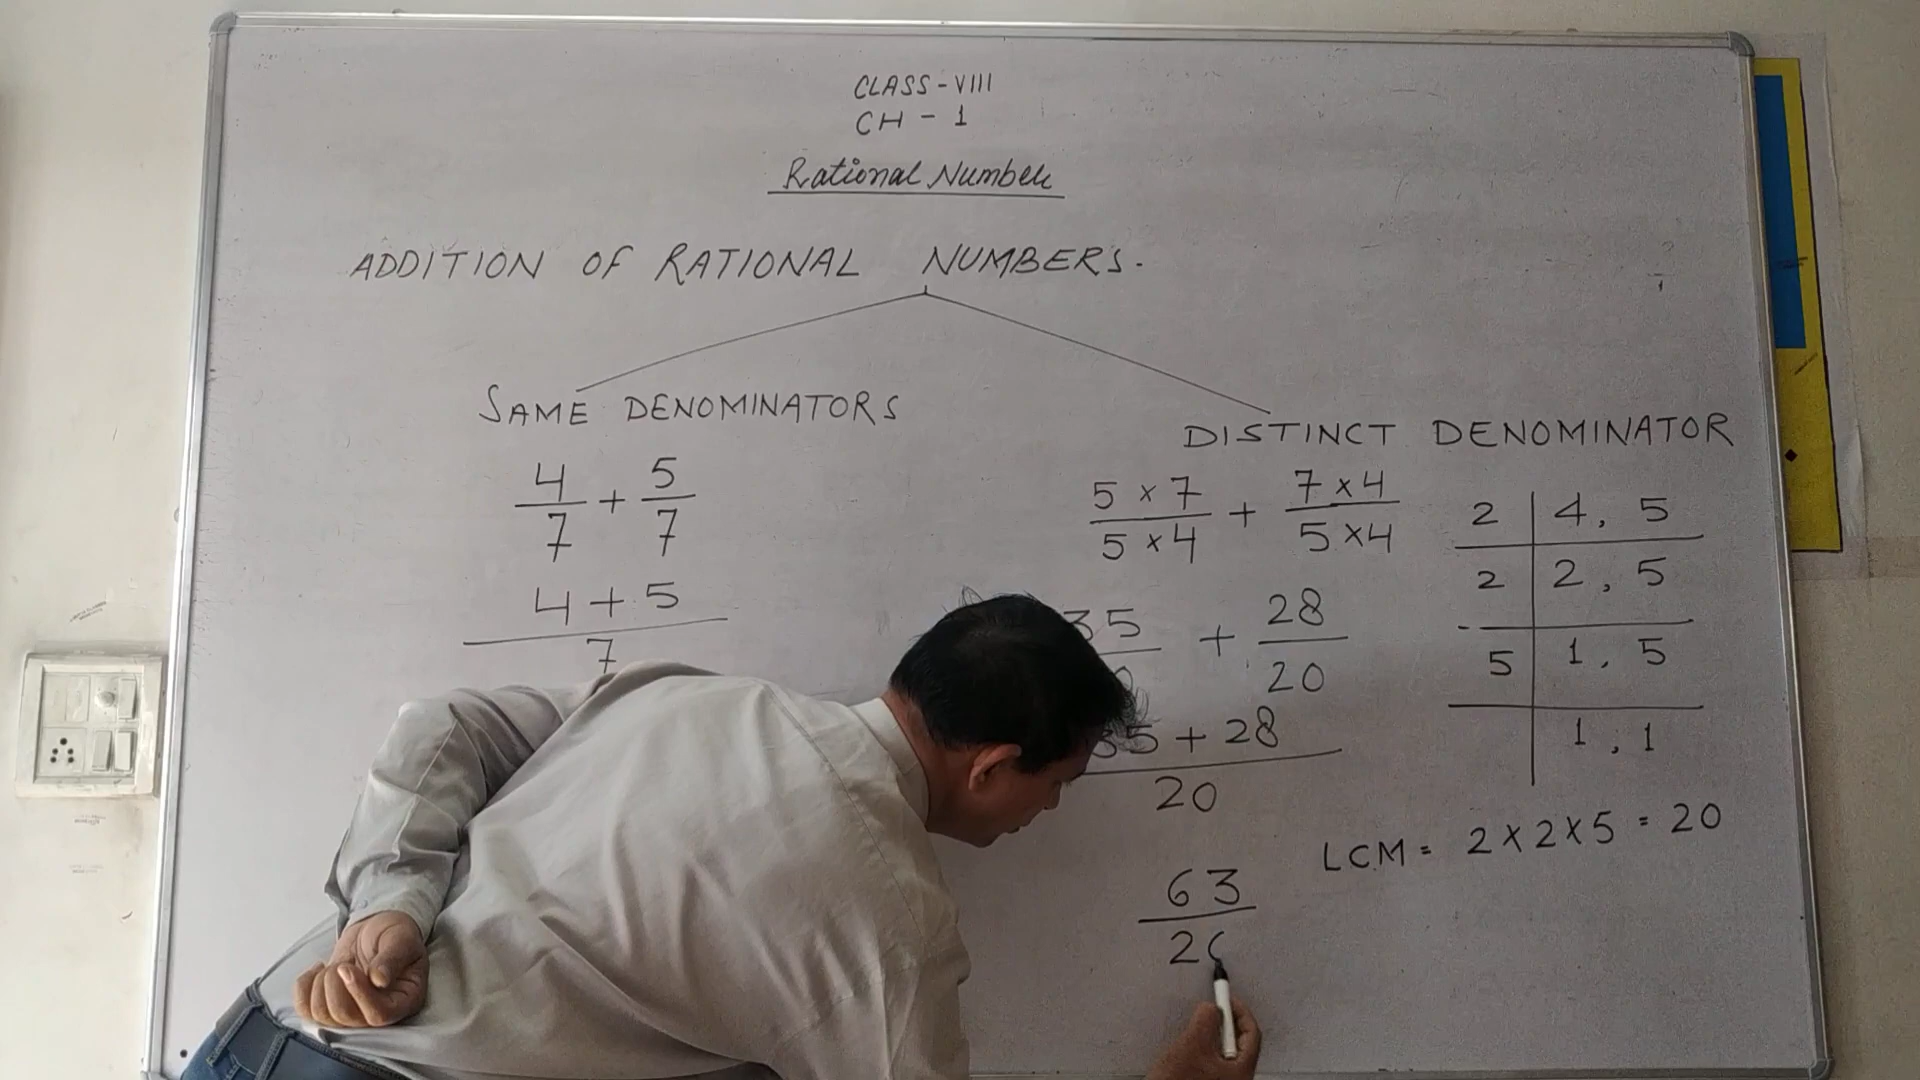 CLASS-VIII
CH - 1
Rational Number
ADDITION OF RATIONAL NUMBERS.
SAME DENOMINATORS
4/7 + 5/7
4+5/7
DISTINCT DENOMINATOR
5×7/5×4 + 7×4/5×4
35 + 28/20
35+28/20
63/20
2 | 4, 5
2 | 2, 5
5 | 1, 5
1, 1
LCM = 2×2×5 = 20